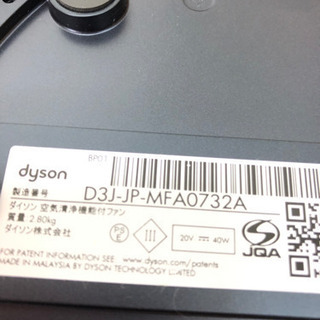 BP01
dyson
製造番号
D3J-JP-MFA0732A
ダイソン 空気清浄機能付ファン
質量 2.80kg
ダイソン株式会社
PSE
III
20V ⎓ 40W
JQA
FOR PATENT INFORMATION SEE www.dyson.com/patents
MADE IN MALAYSIA BY DYSON TECHNOLOGY LIMITED